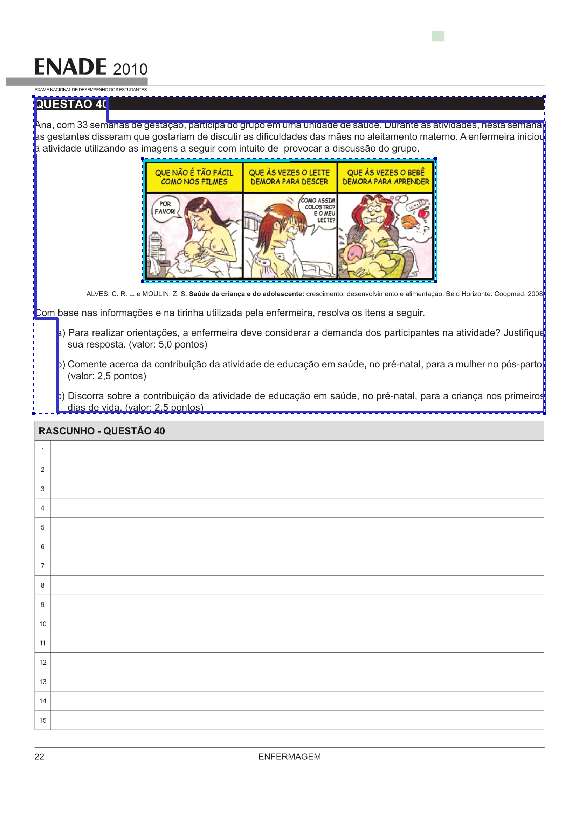 ENADE 2010
EXAME NACIONAL DE DESEMPENHO DOS ESTUDANTES
QUESTÃO 40
Ana, com 33 semanas de gestação, participa do grupo em uma unidade de saúde. Durante as atividades, nesta semana,
as gestantes disseram que gostariam de discutir as dificuldades das mães no aleitamento materno. A enfermeira iniciou
a atividade utilizando as imagens a seguir com intuito de provocar a discussão do grupo.
QUE NÃO É TÃO FÁCIL
COMO NOS FILMES
QUE ÀS VEZES O LEITE
DEMORA PARA DESCER
QUE ÀS VEZES O BEBÊ
DEMORA PARA APRENDER
POR
FAVOR!
COMO ASSIM
COLOSTRO?
E O MEU
LEITE?
ALVES, C. R. L. e MOULIN, Z. S. Saúde da criança e do adolescente: crescimento, desenvolvimento e alimentação. Belo Horizonte: Coopmed, 2008.
Com base nas informações e na tirinha utilizada pela enfermeira, resolva os itens a seguir.
a) Para realizar orientações, a enfermeira deve considerar a demanda dos participantes na atividade? Justifique
sua resposta. (valor: 5,0 pontos)
b) Comente acerca da contribuição da atividade de educação em saúde, no pré-natal, para a mulher no pós-parto.
(valor: 2,5 pontos)
c) Discorra sobre a contribuição da atividade de educação em saúde, no pré-natal, para a criança nos primeiros
dias de vida. (valor: 2,5 pontos)
RASCUNHO - QUESTÃO 40
1
2
3
4
5
6
7
8
9
10
11
12
13
14
15
22
ENFERMAGEM